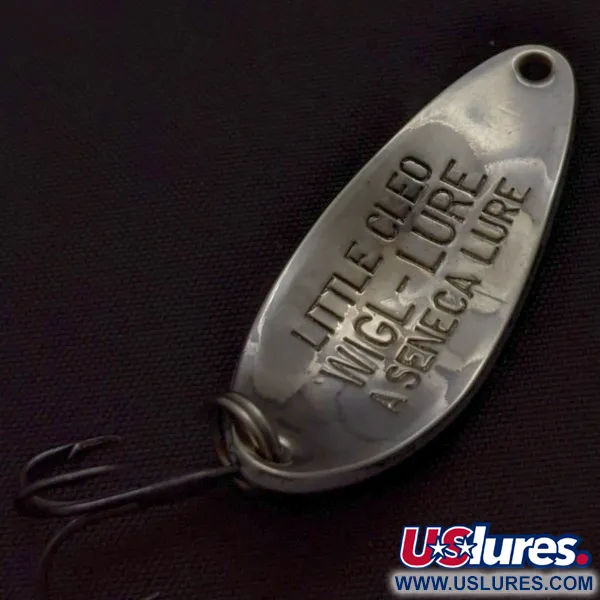 LITTLE CLEO
WIGL-LURE
A SENECA LURE
USlures.
WWW.USLURES.COM